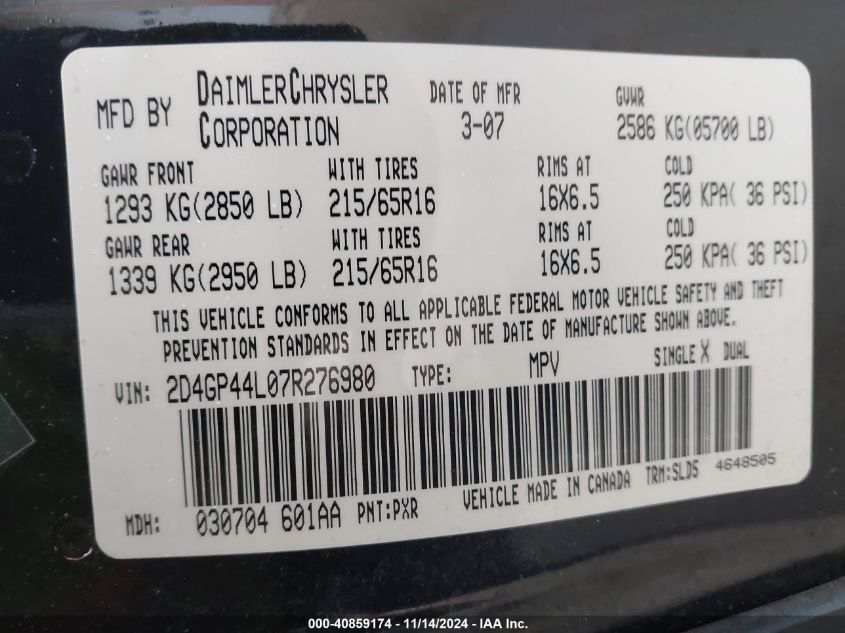 MFD BY DAIMLERCHRYSLER CORPORATION DATE OF MFR 3-07 GVWR 2586 KG(05700 LB)
GAWR FRONT WITH TIRES RIMS AT COLD
1293 KG(2850 LB) 215/65R16 16X6.5 250 KPA( 36 PSI)
GAWR REAR WITH TIRES RIMS AT COLD
1339 KG(2950 LB) 215/65R16 16X6.5 250 KPA( 36 PSI)
THIS VEHICLE CONFORMS TO ALL APPLICABLE FEDERAL MOTOR VEHICLE SAFETY AND THEFT
PREVENTION STANDARDS IN EFFECT ON THE DATE OF MANUFACTURE SHOWN ABOVE.
VIN: 2D4GP44L07R276980 TYPE: MPV SINGLE X DUAL
MDH: 030704 601AA PNT:PXR VEHICLE MADE IN CANADA TRM:SLD5 4648505
000-40859174 - 11/14/2024 - IAA, Inc.